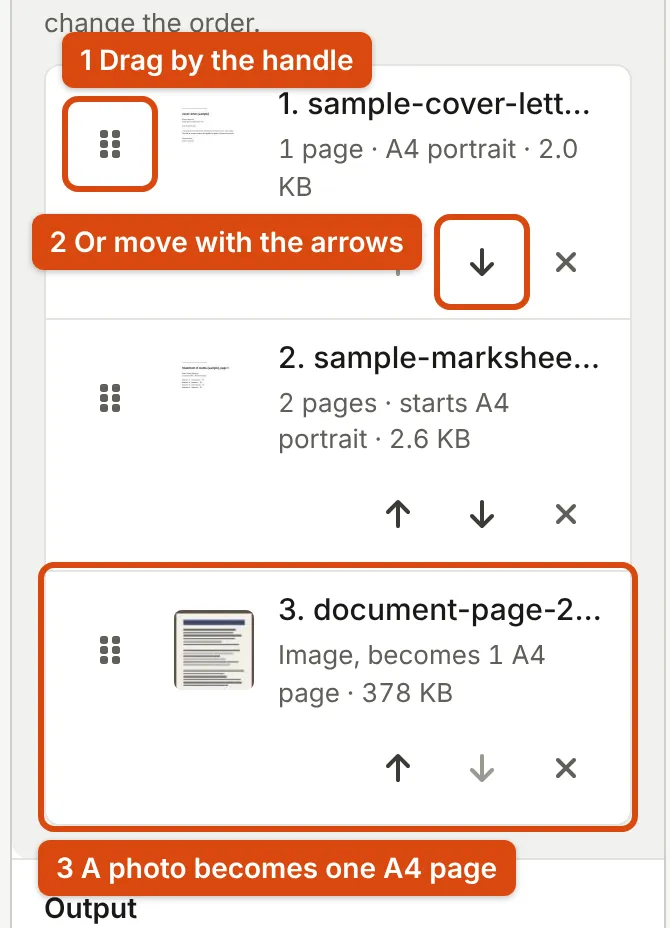 change the order.
1 Drag by the handle
1. sample-cover-lett...
1 page · A4 portrait · 2.0
KB
2 Or move with the arrows
2. sample-markshee...
2 pages · starts A4
portrait · 2.6 KB
3. document-page-2...
Image, becomes 1 A4
page · 378 KB
3 A photo becomes one A4 page
Output